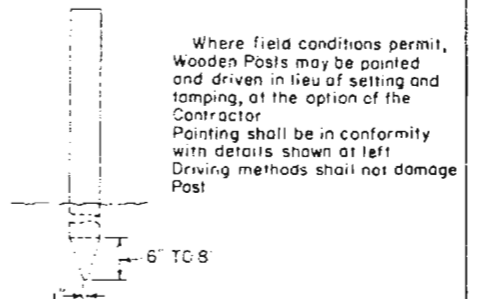 Where field conditions permit,
Wooden Posts may be pointed
and driven in lieu of setting and
tamping, at the option of the
Contractor
Pointing shall be in conformity
with details shown at left
Driving methods shall not damage
Post
6" TO 8"
1"